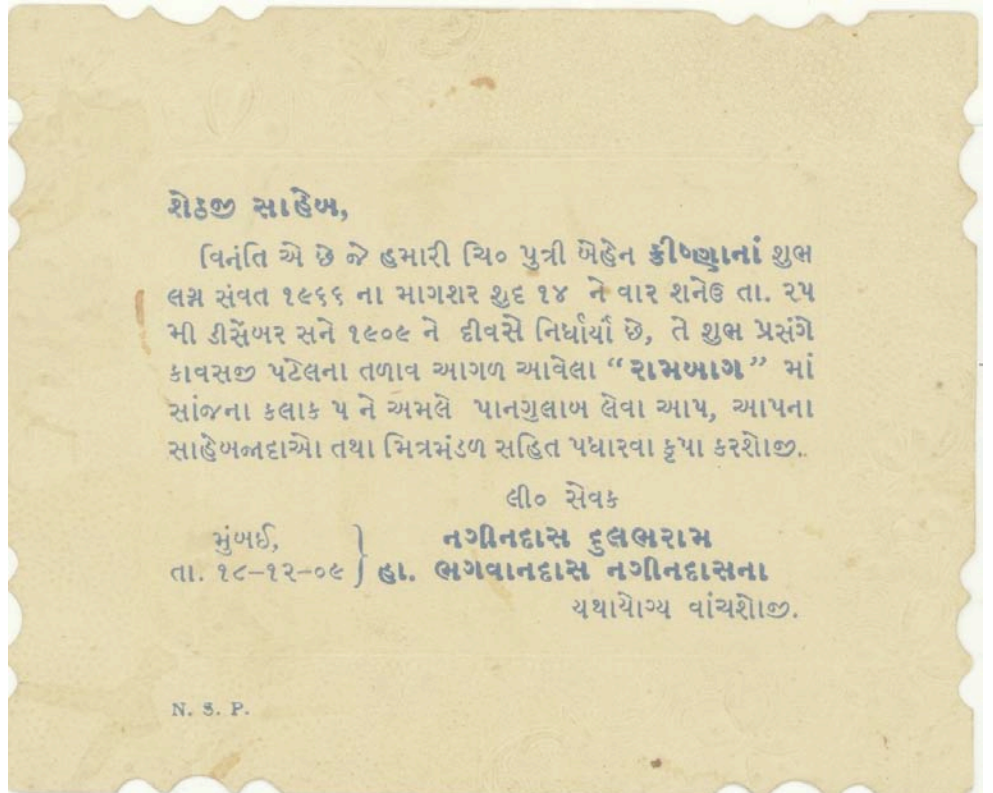 શેઠજી સાહેબ,
વિનંતિ એ છે જે હમારી ચિ૦ પુત્રી બેહેન ક્રીષ્ણાનાં શુભ
લગ્ન સંવત ૧૯૬૬ ના માગશર શુદ ૧૪ ને વાર શનેઉ તા. ૨૫
મી ડીસેંબર સને ૧૯૦૯ ને દીવસે નિર્ધાર્યાં છે, તે શુભ પ્રસંગે
કાવસજી પટેલના તળાવ આગળ આવેલા “રામબાગ” માં
સાંજના કલાક ૫ ને અમલે પાનગુલાબ લેવા આપ, આપના
સાહેબજાદાઓ તથા મિત્રમંડળ સહિત પધારવા કૃપા કરશોજી.
લી૦ સેવક
નગીનદાસ દુલભરામ
મુંબઈ,
તા. ૧૮–૧૨–૦૯ } હા. ભગવાનદાસ નગીનદાસના
યથાયોગ્ય વાંચશોજી.
N. S. P.